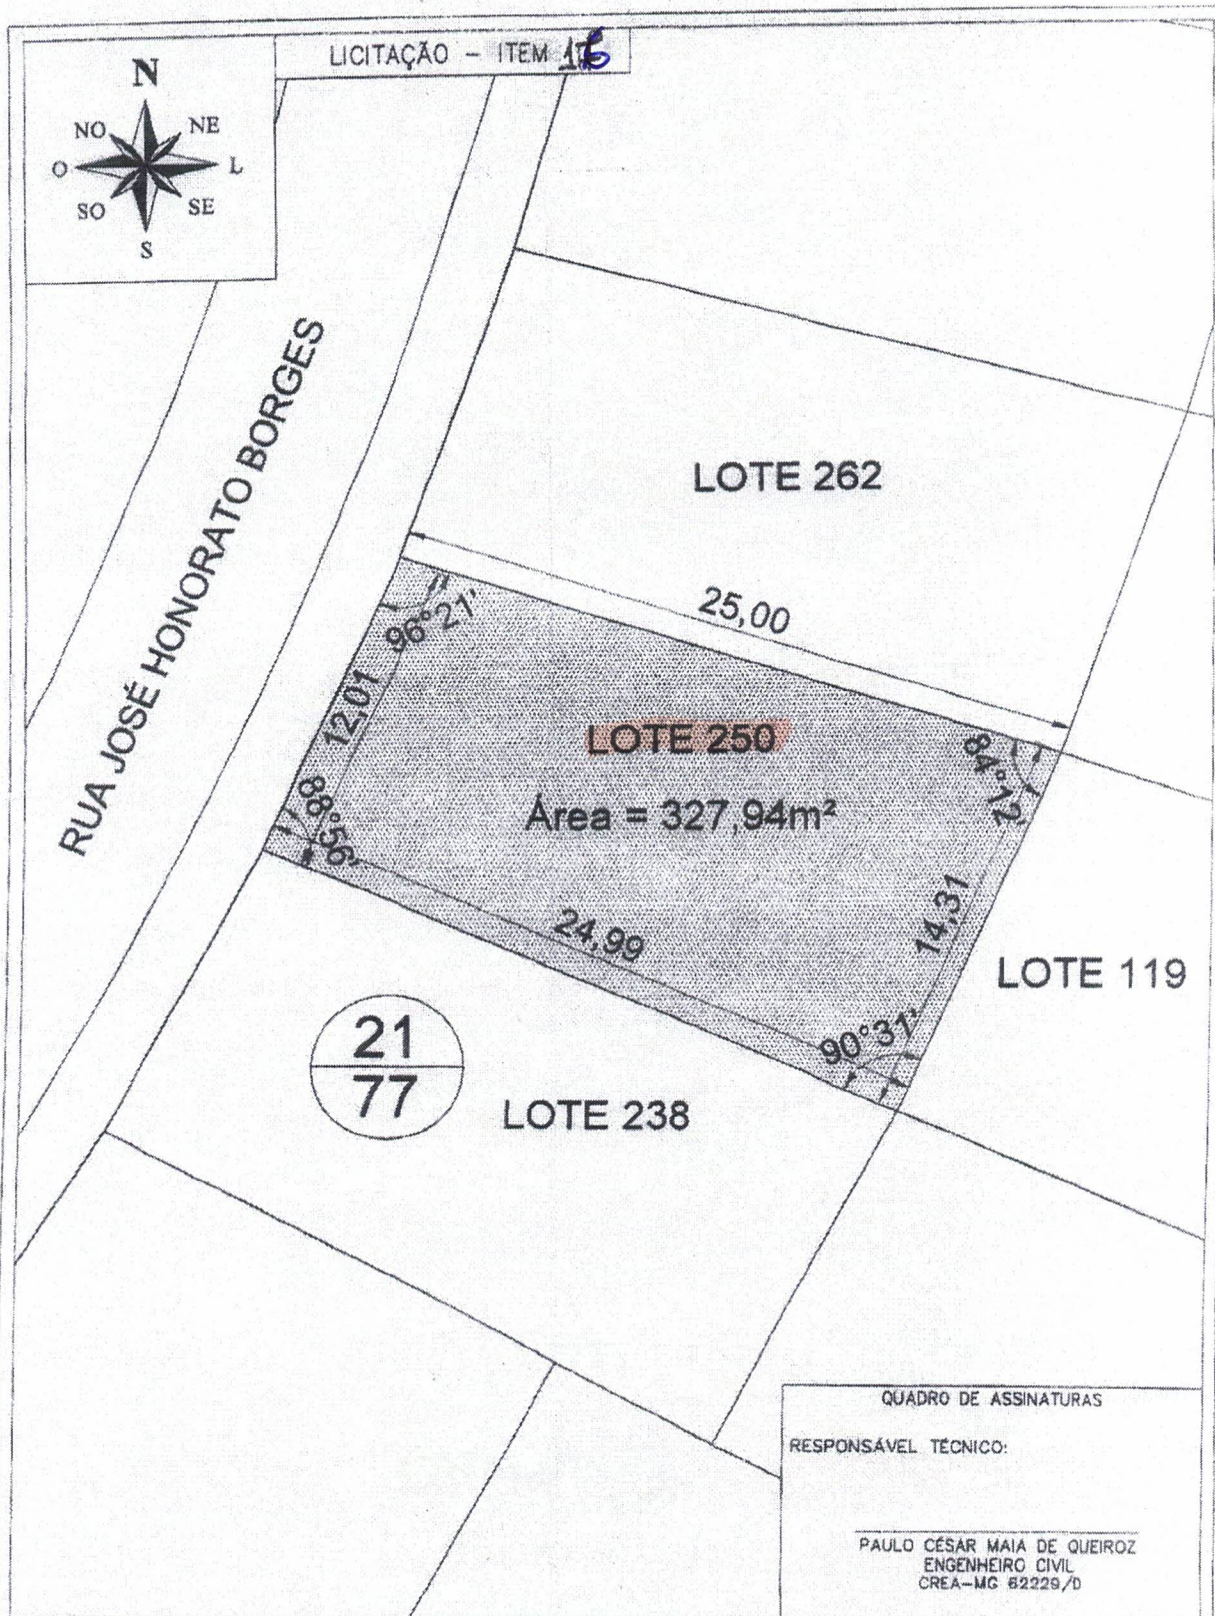 LICITAÇÃO - ITEM 16
N
NO
NE
O
L
SO
SE
S
RUA JOSÉ HONORATO BORGES
LOTE 262
25,00
96°21'
12,01
LOTE 250
84°12'
Área = 327,94m²
88°56'
24,99
14,31
LOTE 119
90°31'
21
77
LOTE 238
QUADRO DE ASSINATURAS
RESPONSÁVEL TÉCNICO:
PAULO CÉSAR MAIA DE QUEIROZ
ENGENHEIRO CIVIL
CREA-MG 62229/D